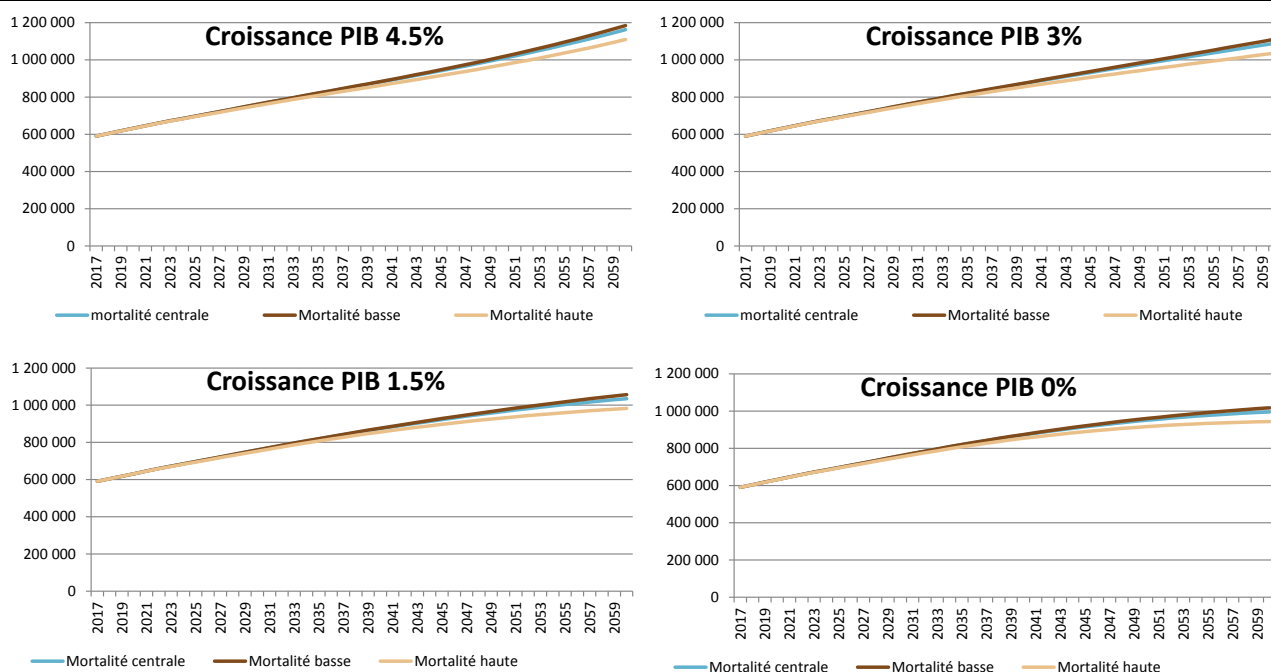 Croissance PIB 4.5%
1 200 000
1 000 000
800 000
600 000
400 000
200 000
0
2017 2019 2021 2023 2025 2027 2029 2031 2033 2035 2037 2039 2041 2043 2045 2047 2049 2051 2053 2055 2057 2059
mortalité centrale Mortalité basse Mortalité haute
Croissance PIB 3%
1 200 000
1 000 000
800 000
600 000
400 000
200 000
0
2017 2019 2021 2023 2025 2027 2029 2031 2033 2035 2037 2039 2041 2043 2045 2047 2049 2051 2053 2055 2057 2059
mortalité centrale Mortalité basse Mortalité haute
Croissance PIB 1.5%
1 200 000
1 000 000
800 000
600 000
400 000
200 000
0
2017 2019 2021 2023 2025 2027 2029 2031 2033 2035 2037 2039 2041 2043 2045 2047 2049 2051 2053 2055 2057 2059
Mortalité centrale Mortalité basse Mortalité haute
Croissance PIB 0%
1 200 000
1 000 000
800 000
600 000
400 000
200 000
0
2017 2019 2021 2023 2025 2027 2029 2031 2033 2035 2037 2039 2041 2043 2045 2047 2049 2051 2053 2055 2057 2059
Mortalité centrale Mortalité basse Mortalité haute